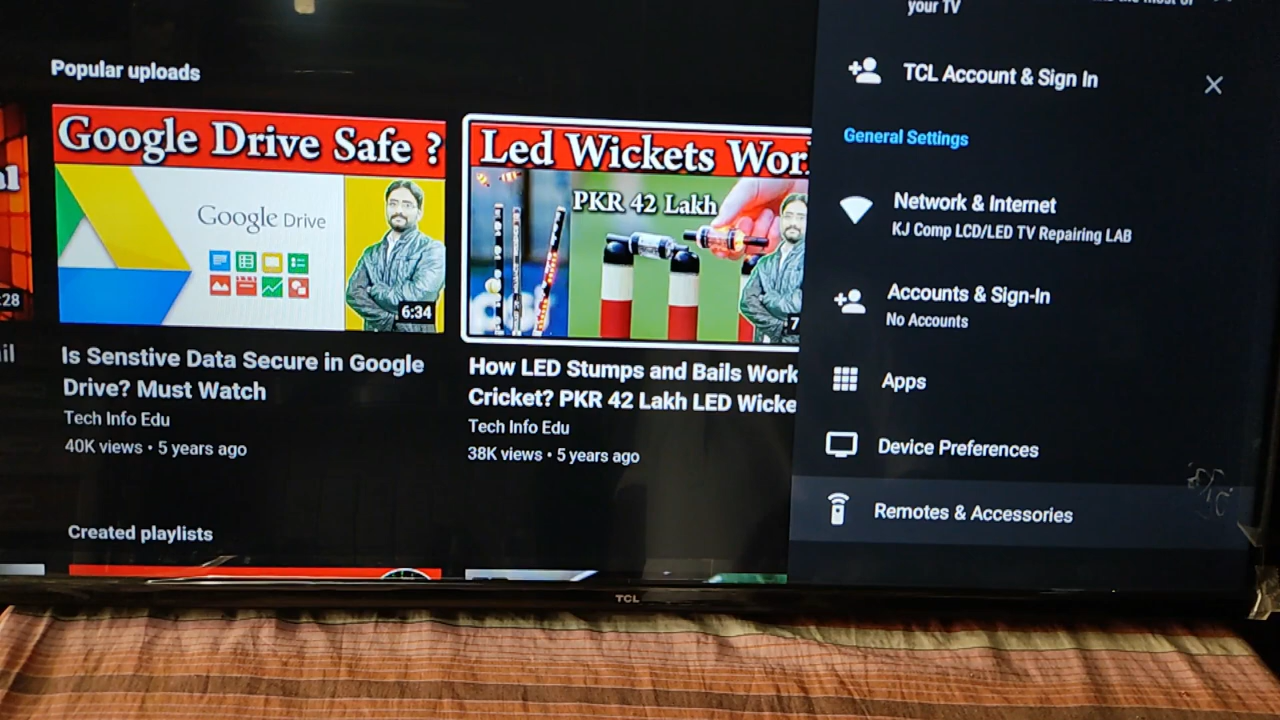 your TV
TCL Account & Sign In
Popular uploads
General Settings
Google Drive Safe ?
Led Wickets Wor
PKR 42 Lakh
Google Drive
Network & Internet
KJ Comp LCD/LED TV Repairing LAB
:28
6:34
7
Accounts & Sign-In
No Accounts
Is Senstive Data Secure in Google
Drive? Must Watch
Tech Info Edu
40K views • 5 years ago
How LED Stumps and Bails Work
Cricket? PKR 42 Lakh LED Wicke
Tech Info Edu
38K views • 5 years ago
Apps
Device Preferences
Remotes & Accessories
Created playlists
TCL